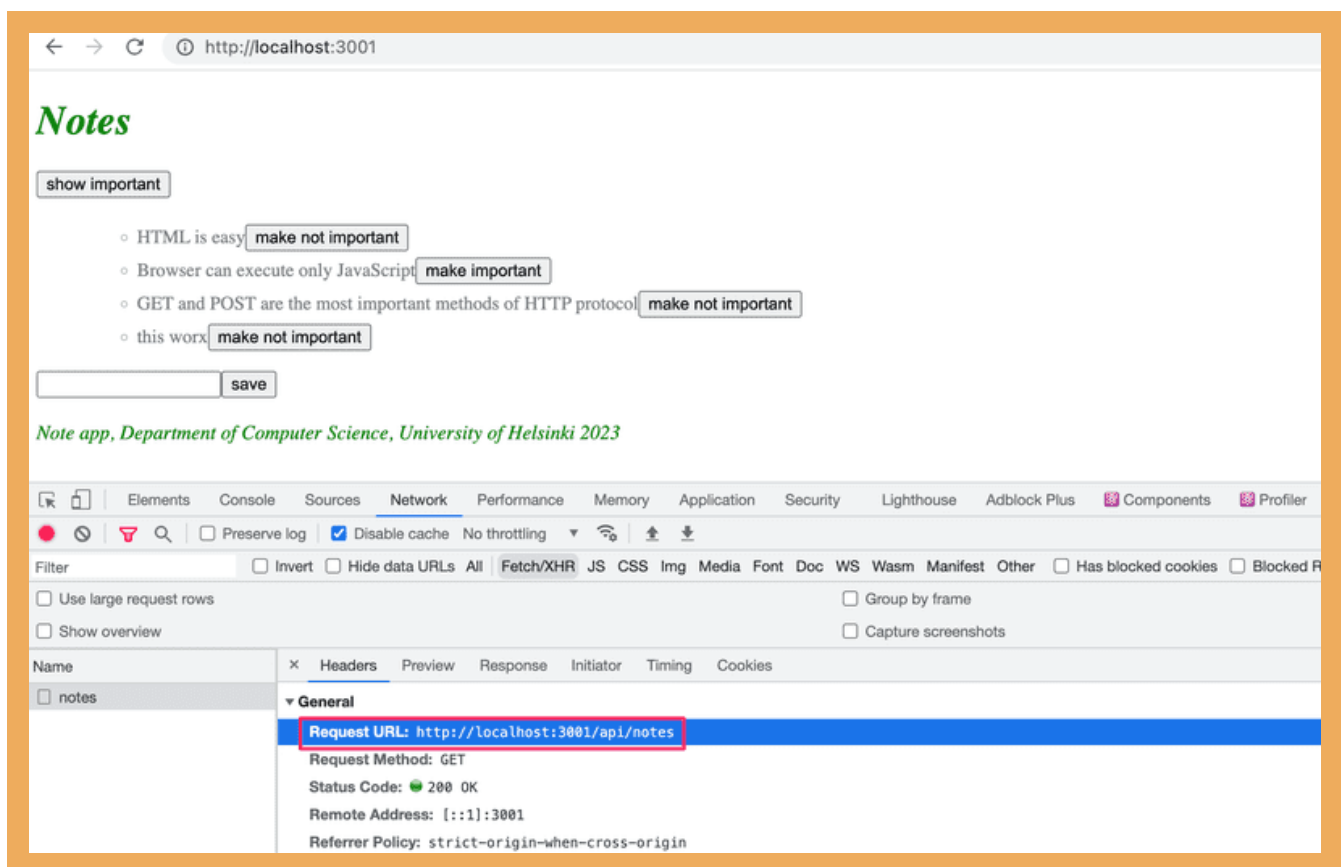 http://localhost:3001
Notes
show important
HTML is easy make not important
Browser can execute only JavaScript make important
GET and POST are the most important methods of HTTP protocol make not important
this worx make not important
save
Note app, Department of Computer Science, University of Helsinki 2023
Elements Console Sources Network Performance Memory Application Security Lighthouse Adblock Plus Components Profiler
Preserve log Disable cache No throttling
Filter Invert Hide data URLs All Fetch/XHR JS CSS Img Media Font Doc WS Wasm Manifest Other Has blocked cookies Blocked R
Use large request rows Group by frame
Show overview Capture screenshots
Name × Headers Preview Response Initiator Timing Cookies
notes General
Request URL: http://localhost:3001/api/notes
Request Method: GET
Status Code: 200 OK
Remote Address: [::1]:3001
Referrer Policy: strict-origin-when-cross-origin